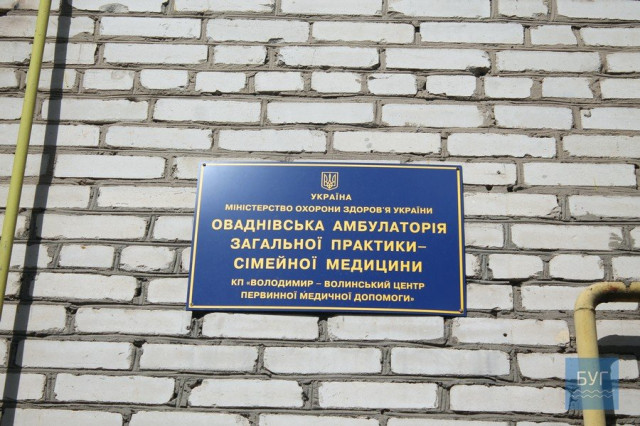 УКРАЇНА
МІНІСТЕРСТВО ОХОРОНИ ЗДОРОВ'Я УКРАЇНИ
ОВАДНІВСЬКА АМБУЛАТОРІЯ
ЗАГАЛЬНОЇ ПРАКТИКИ–
СІМЕЙНОЇ МЕДИЦИНИ
КП «ВОЛОДИМИР – ВОЛИНСЬКИЙ ЦЕНТР
ПЕРВИННОЇ МЕДИЧНОЇ ДОПОМОГИ»
БУГ